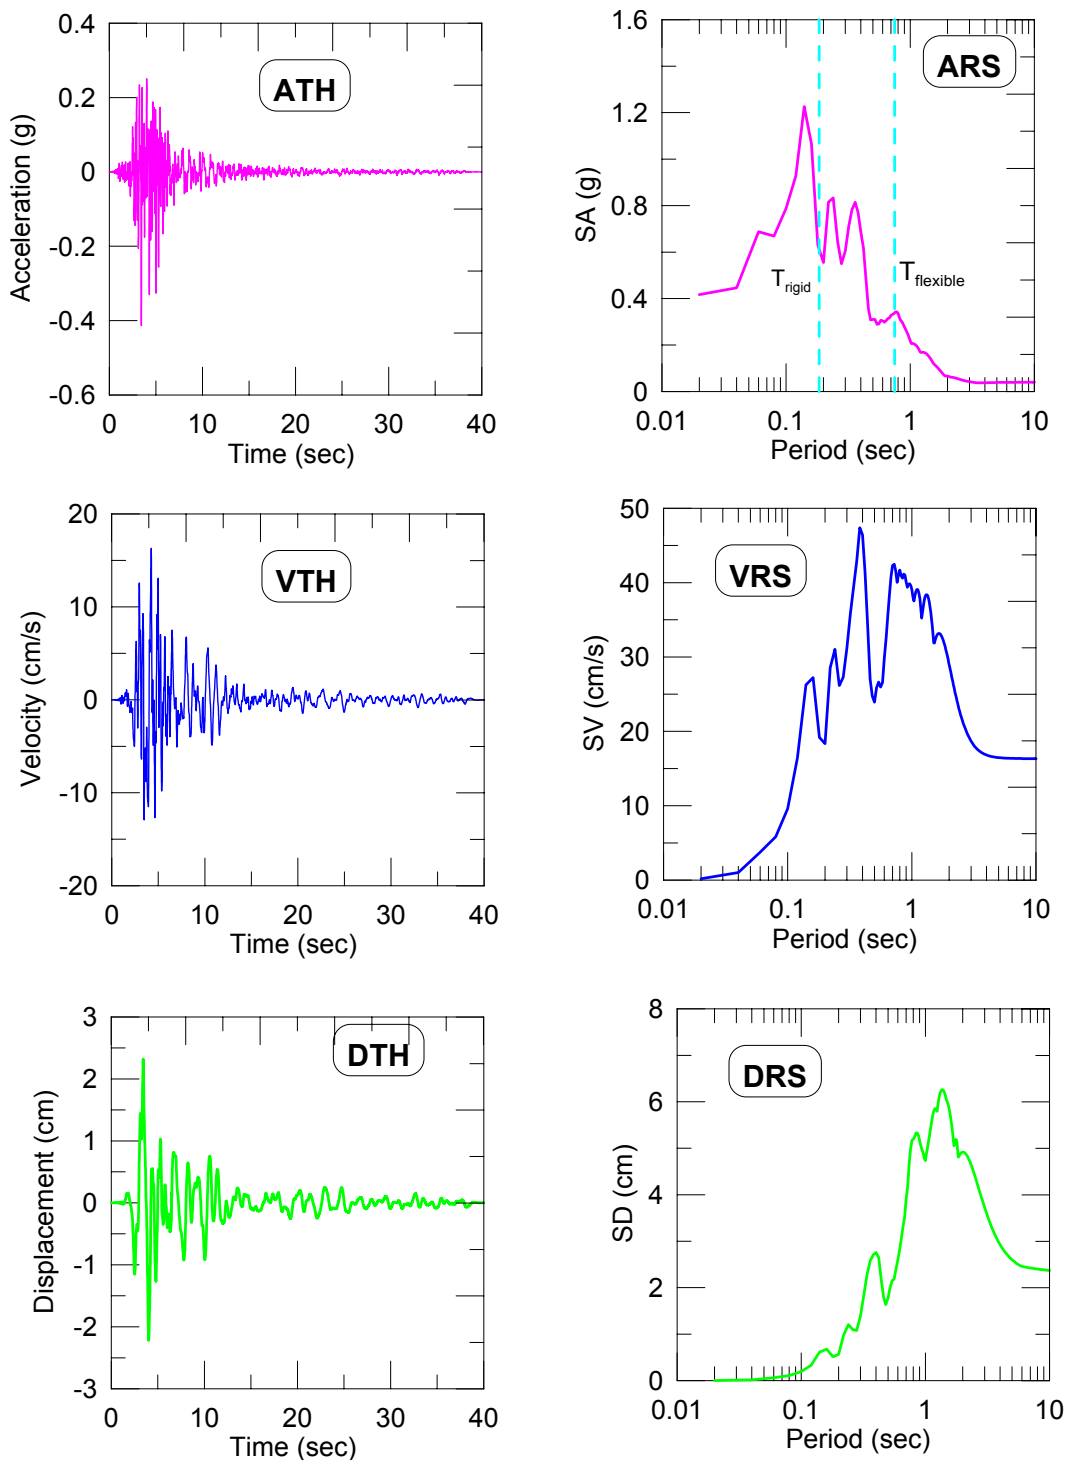 0.4
0.2
0
-0.2
-0.4
-0.6
Acceleration (g)
ATH
0 10 20 30 40
Time (sec)
1.6
1.2
0.8
0.4
0
SA (g)
ARS
Trigid
Tflexible
0.01 0.1 1 10
Period (sec)
20
10
0
-10
-20
Velocity (cm/s)
VTH
0 10 20 30 40
Time (sec)
50
40
30
20
10
0
SV (cm/s)
VRS
0.01 0.1 1 10
Period (sec)
3
2
1
0
-1
-2
-3
Displacement (cm)
DTH
0 10 20 30 40
Time (sec)
8
6
4
2
0
SD (cm)
DRS
0.01 0.1 1 10
Period (sec)